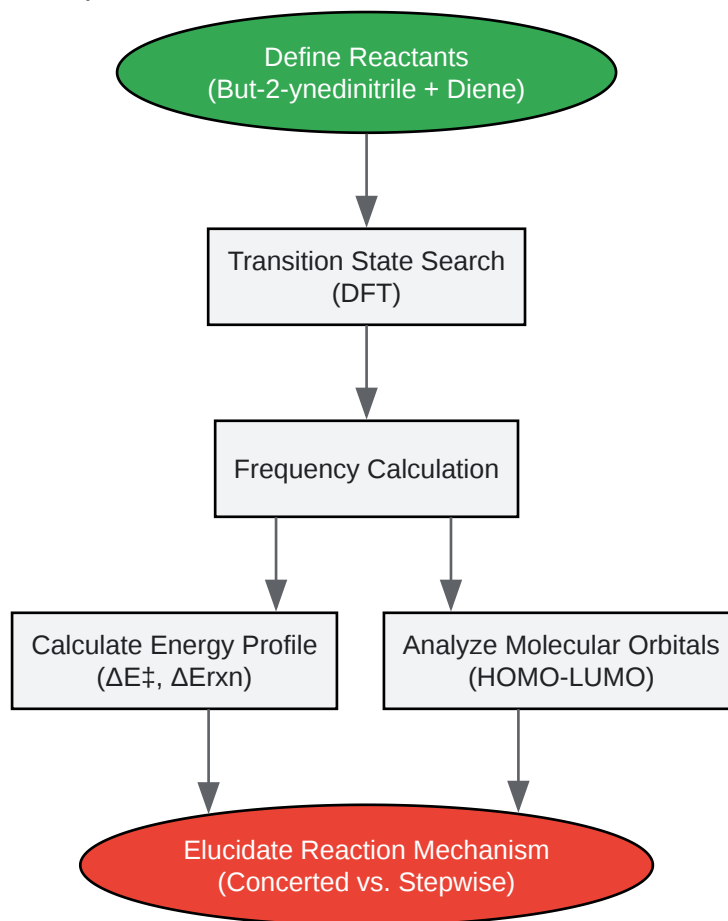 Define Reactants
(But-2-ynedinitrile + Diene)
Transition State Search
(DFT)
Frequency Calculation
Calculate Energy Profile
(ΔE‡, ΔErxn)
Analyze Molecular Orbitals
(HOMO-LUMO)
Elucidate Reaction Mechanism
(Concerted vs. Stepwise)